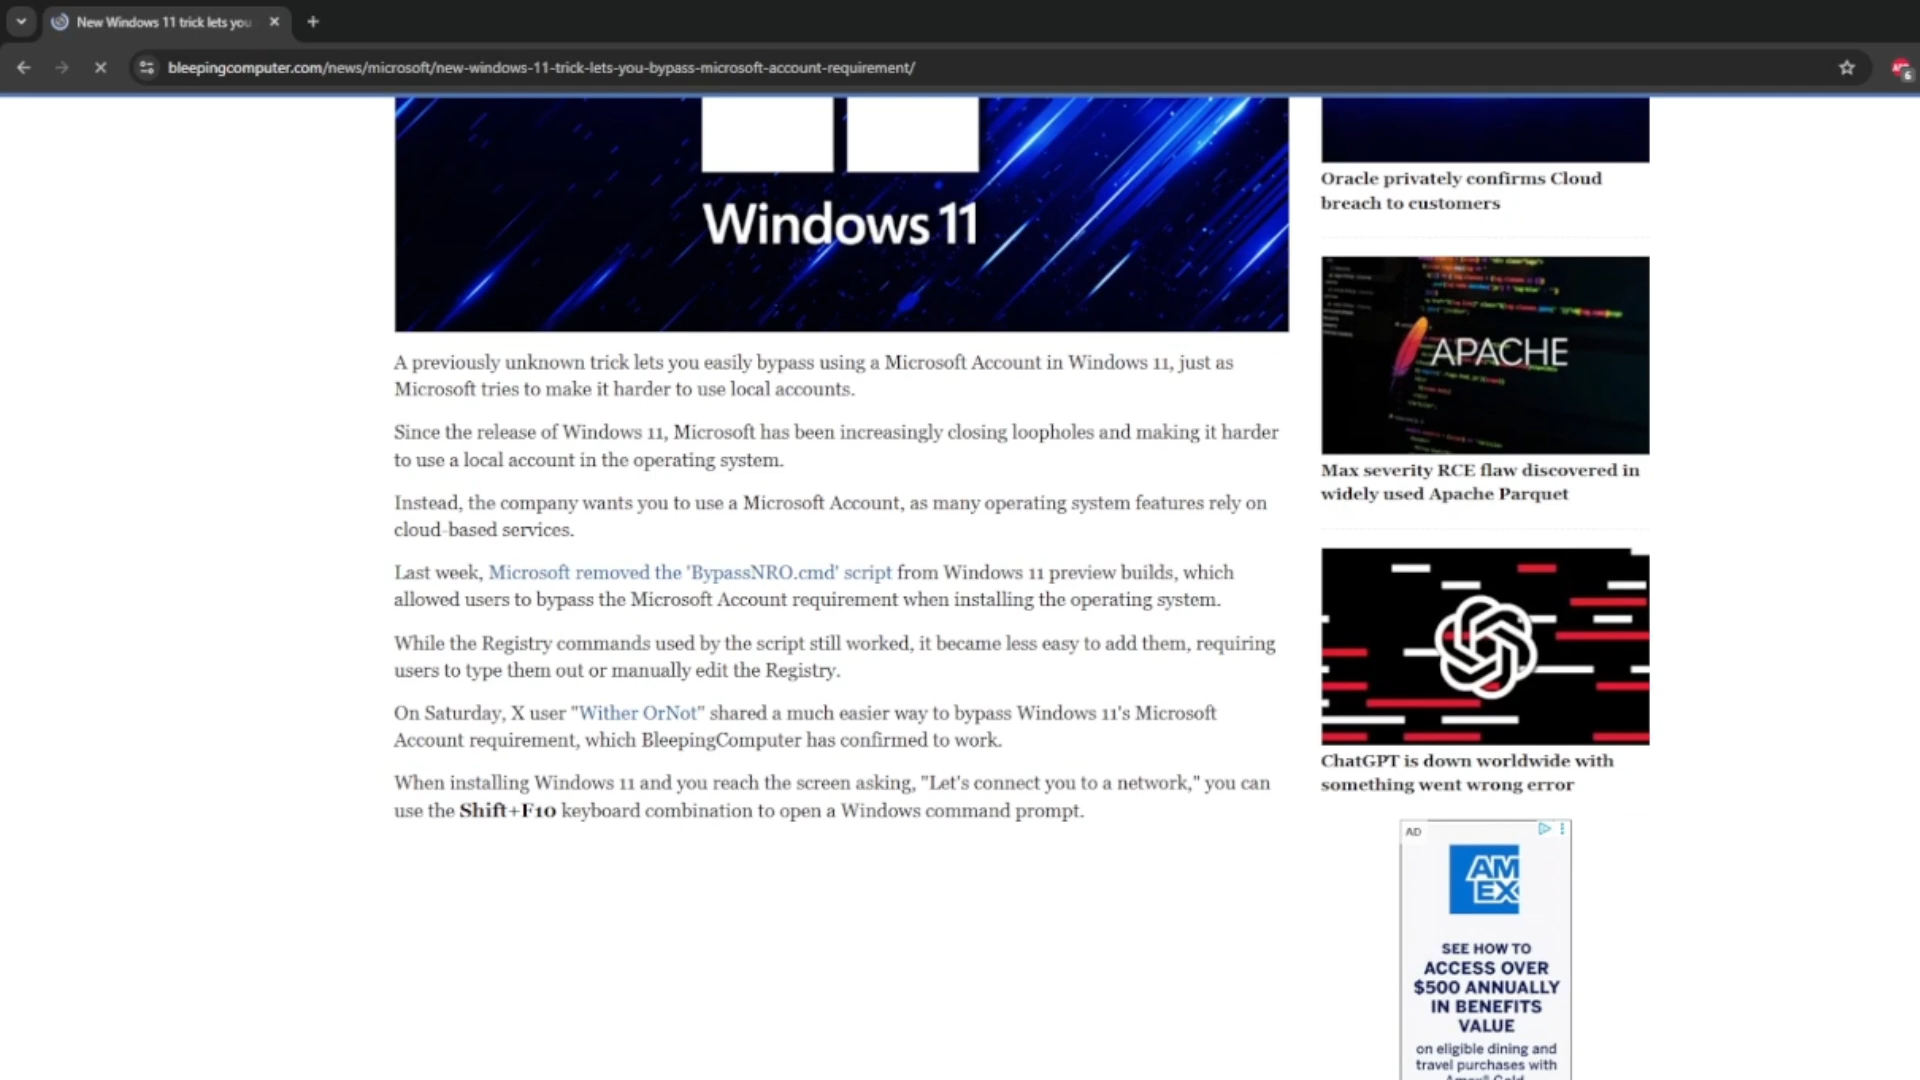 New Windows 11 trick lets you
bleepingcomputer.com/news/microsoft/new-windows-11-trick-lets-you-bypass-microsoft-account-requirement/
6
Windows 11
A previously unknown trick lets you easily bypass using a Microsoft Account in Windows 11, just as
Microsoft tries to make it harder to use local accounts.
Since the release of Windows 11, Microsoft has been increasingly closing loopholes and making it harder
to use a local account in the operating system.
Instead, the company wants you to use a Microsoft Account, as many operating system features rely on
cloud-based services.
Last week, Microsoft removed the 'BypassNRO.cmd' script from Windows 11 preview builds, which
allowed users to bypass the Microsoft Account requirement when installing the operating system.
While the Registry commands used by the script still worked, it became less easy to add them, requiring
users to type them out or manually edit the Registry.
On Saturday, X user "Wither OrNot" shared a much easier way to bypass Windows 11's Microsoft
Account requirement, which BleepingComputer has confirmed to work.
When installing Windows 11 and you reach the screen asking, "Let's connect you to a network," you can
use the Shift+F10 keyboard combination to open a Windows command prompt.
Oracle privately confirms Cloud
breach to customers
APACHE
Max severity RCE flaw discovered in
widely used Apache Parquet
ChatGPT is down worldwide with
something went wrong error
AD
AM
EX
SEE HOW TO
ACCESS OVER
$500 ANNUALLY
IN BENEFITS
VALUE
on eligible dining and
travel purchases with